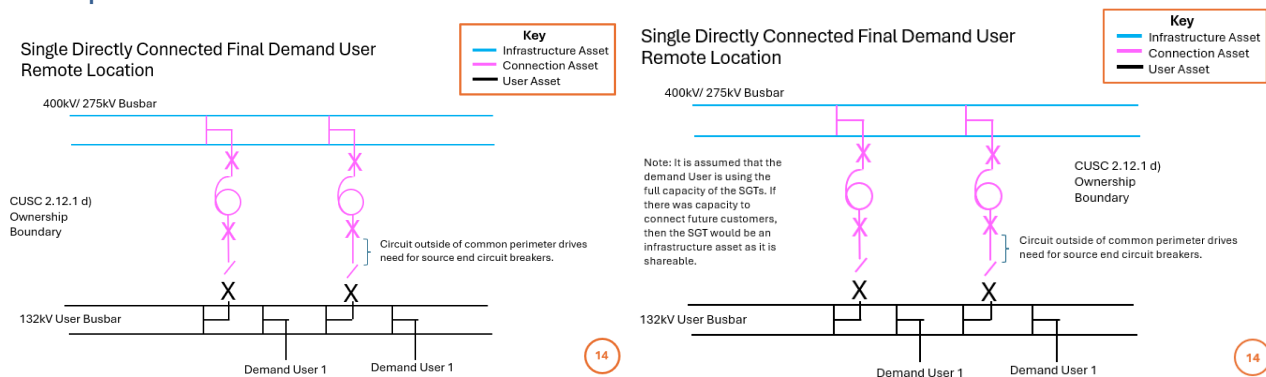 Single Directly Connected Final Demand User
Remote Location
Key
Infrastructure Asset
Connection Asset
User Asset
400kV/ 275kV Busbar
CUSC 2.12.1 d)
Ownership
Boundary
Circuit outside of common perimeter drives
need for source end circuit breakers.
132kV User Busbar
Demand User 1
Demand User 1
14
Single Directly Connected Final Demand User
Remote Location
Key
Infrastructure Asset
Connection Asset
User Asset
400kV/ 275kV Busbar
Note: It is assumed that the
demand User is using the
full capacity of the SGTs. If
there was capacity to
connect future customers,
then the SGT would be an
infrastructure asset as it is
shareable.
CUSC 2.12.1 d)
Ownership
Boundary
Circuit outside of common perimeter drives
need for source end circuit breakers.
132kV User Busbar
Demand User 1
Demand User 1
14